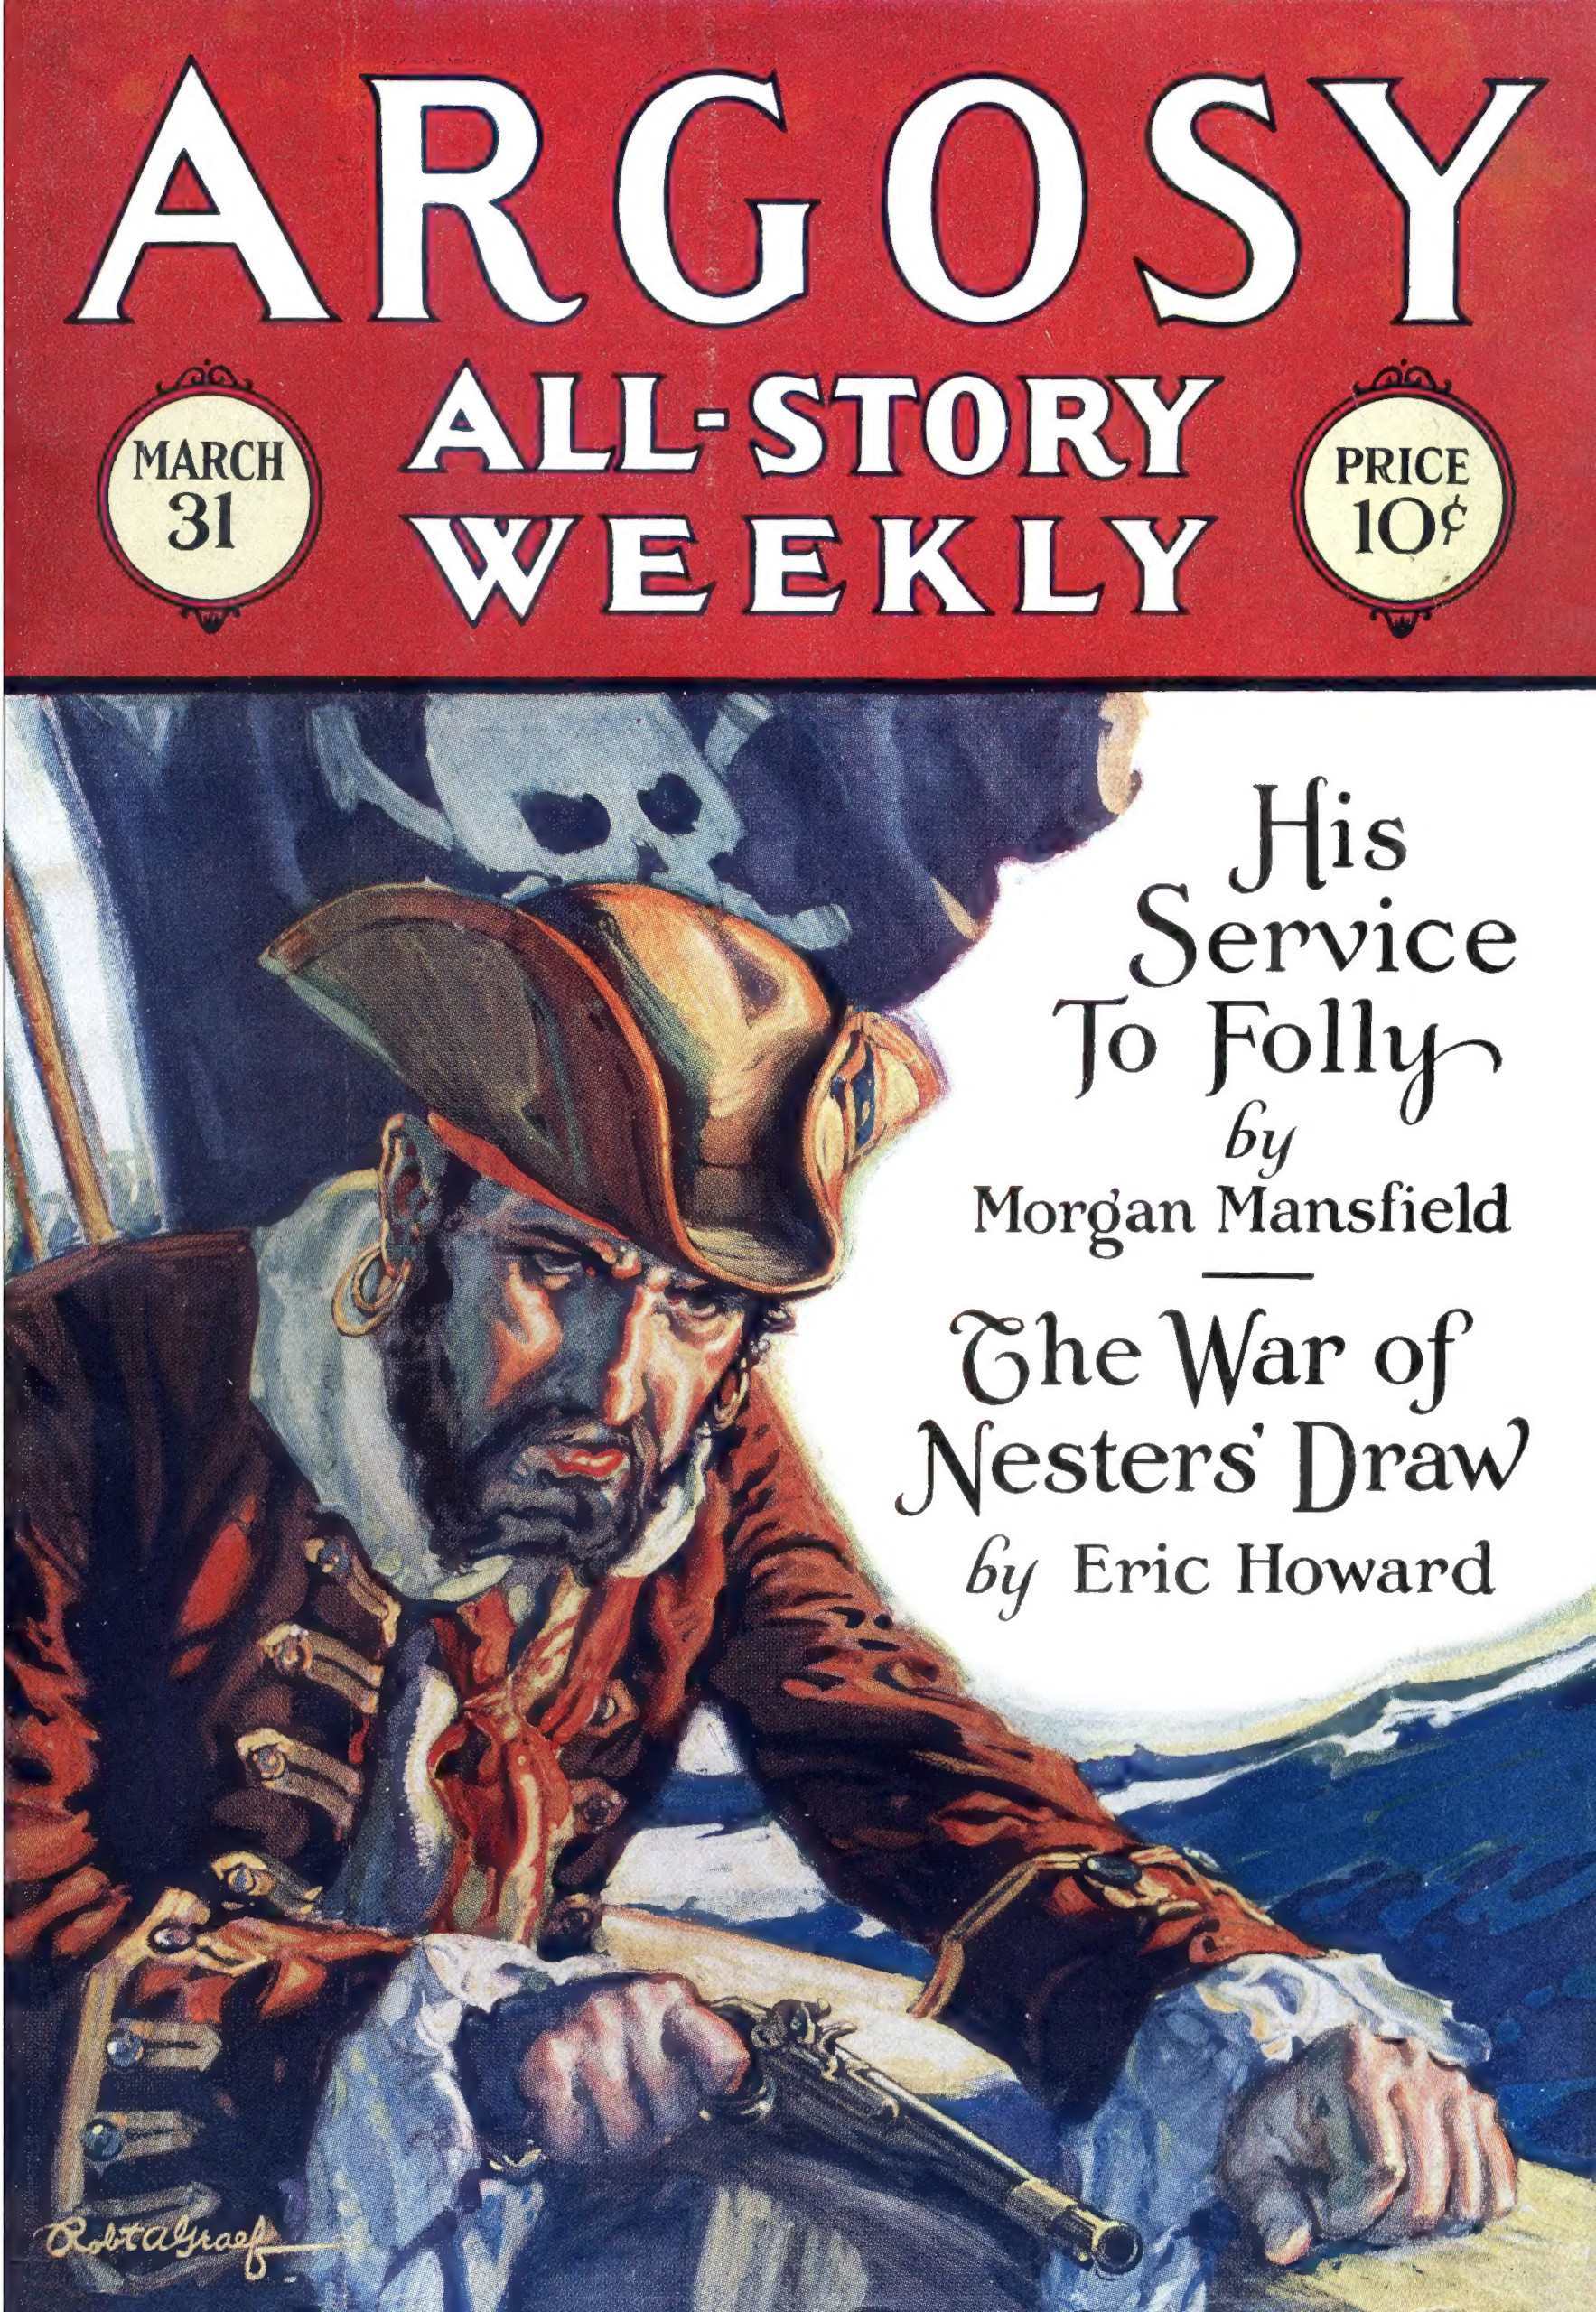 ARGOSY
ALL-STORY
WEEKLY
MARCH
31
PRICE
10¢
His
Service
To Folly
by
Morgan Mansfield
The War of
Nesters' Draw
by Eric Howard
Robt A Graef